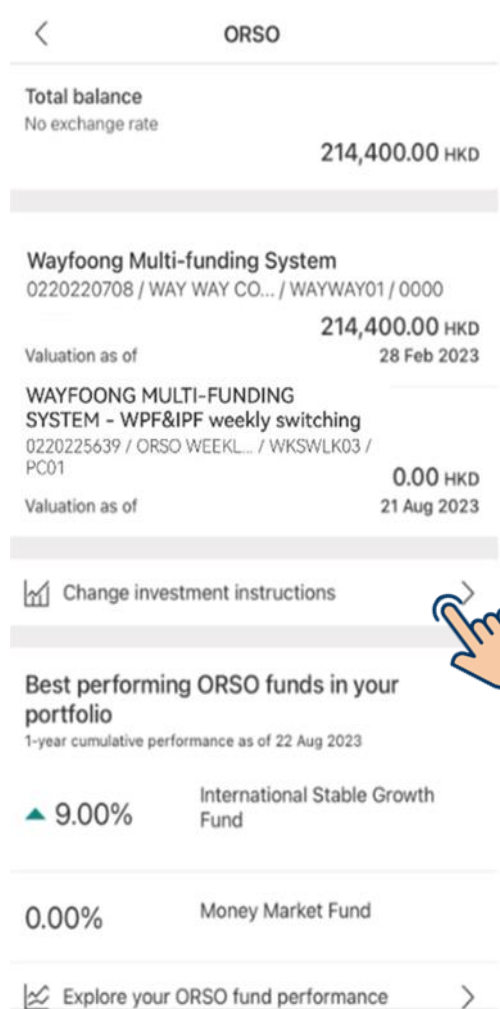 ORSO
Total balance
No exchange rate
214,400.00 HKD
Wayfoong Multi-funding System
0220220708 / WAY WAY CO... / WAYWAY01 / 0000
214,400.00 HKD
Valuation as of 28 Feb 2023
WAYFOONG MULTI-FUNDING
SYSTEM - WPF&IPF weekly switching
0220225639 / ORSO WEEKL... / WKSWLK03 /
PC01
0.00 HKD
Valuation as of 21 Aug 2023
Change investment instructions
Best performing ORSO funds in your
portfolio
1-year cumulative performance as of 22 Aug 2023
9.00% International Stable Growth
Fund
0.00% Money Market Fund
Explore your ORSO fund performance